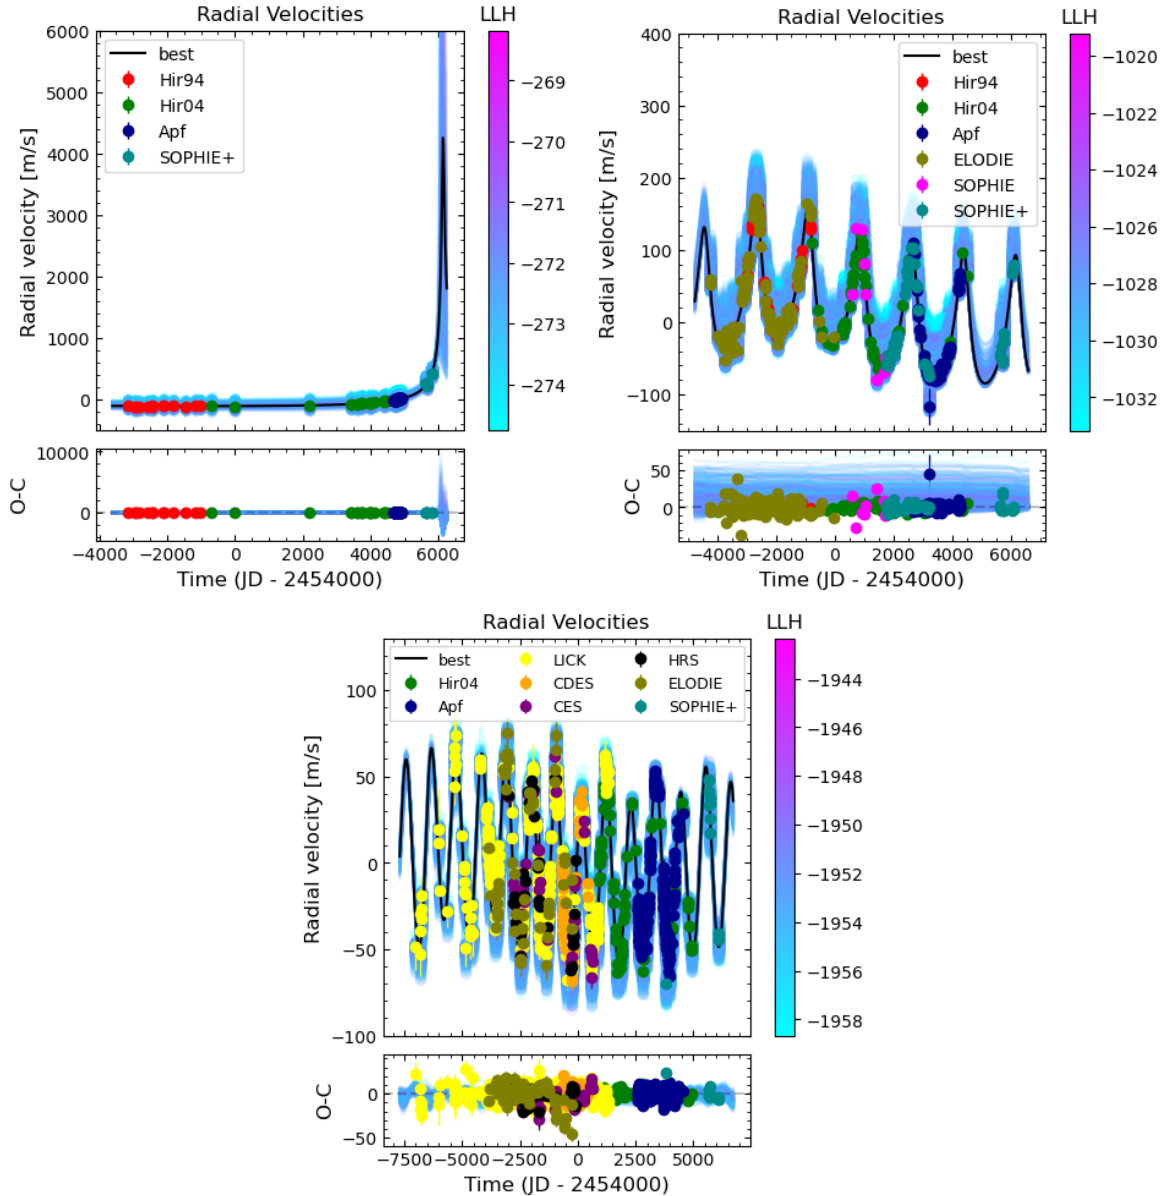 Radial Velocities
LLH
6000
5000
4000
3000
2000
1000
0
Radial velocity [m/s]
best
Hir94
Hir04
Apf
SOPHIE+
−269
−270
−271
−272
−273
−274
10000
0
O-C
−4000 −2000 0 2000 4000 6000
Time (JD - 2454000)
Radial Velocities
LLH
400
300
200
100
0
−100
Radial velocity [m/s]
best
Hir94
Hir04
Apf
ELODIE
SOPHIE
SOPHIE+
−1020
−1022
−1024
−1026
−1028
−1030
−1032
50
0
O-C
−4000 −2000 0 2000 4000 6000
Time (JD - 2454000)
Radial Velocities
LLH
100
50
0
−50
−100
Radial velocity [m/s]
best LICK HRS
Hir04 CDES ELODIE
Apf CES SOPHIE+
−1944
−1946
−1948
−1950
−1952
−1954
−1956
−1958
0
−50
O-C
−7500 −5000 −2500 0 2500 5000
Time (JD - 2454000)